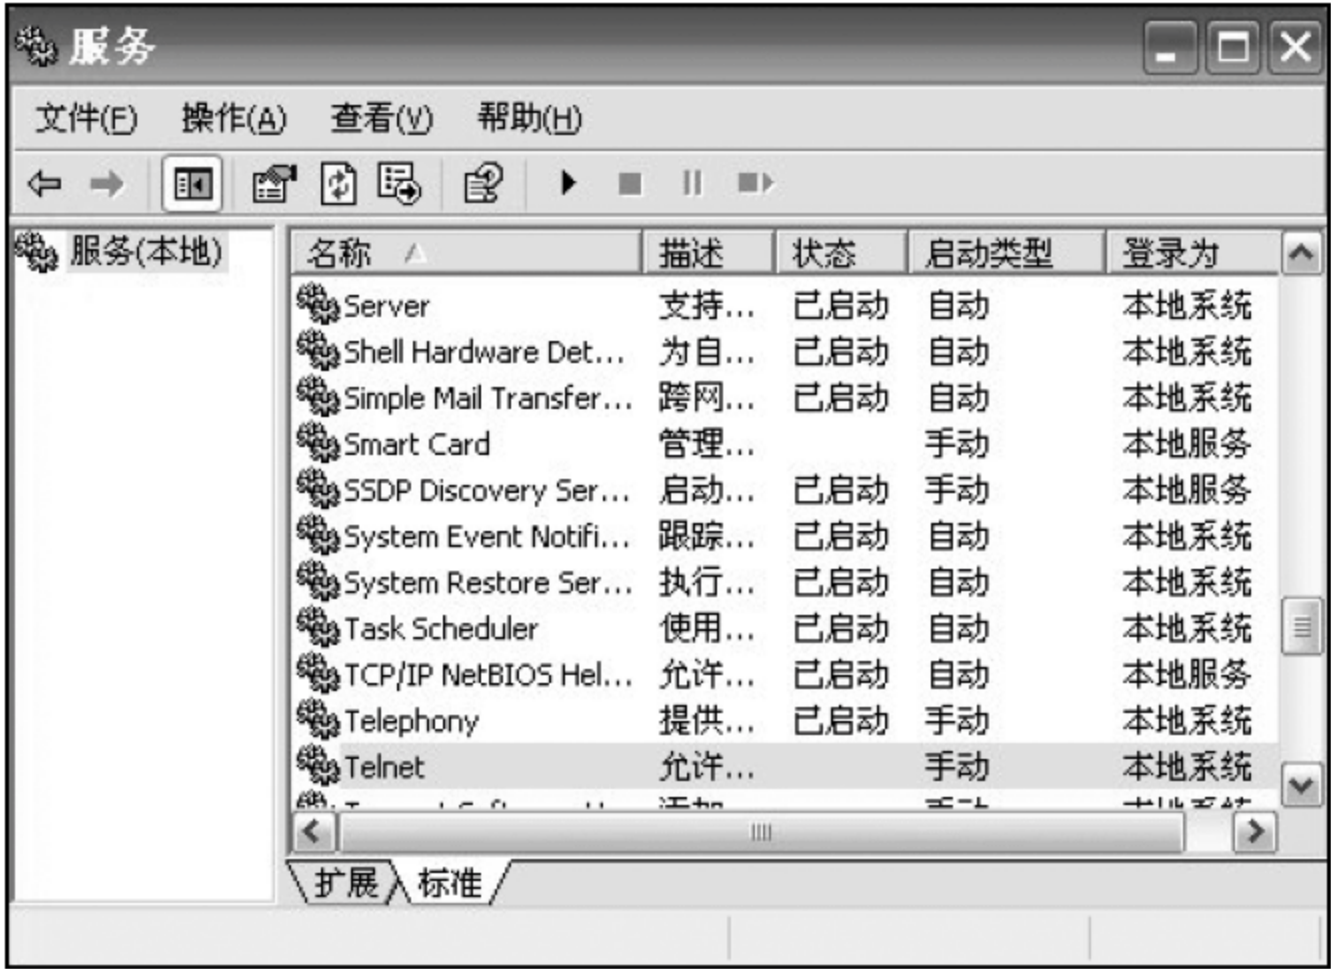 服务
文件(F) 操作(A) 查看(V) 帮助(H)
服务(本地)
名称 描述 状态 启动类型 登录为
Server 支持... 已启动 自动 本地系统
Shell Hardware Det... 为自... 已启动 自动 本地系统
Simple Mail Transfer... 跨网... 已启动 自动 本地系统
Smart Card 管理... 手动 本地服务
SSDP Discovery Ser... 启动... 已启动 手动 本地服务
System Event Notifi... 跟踪... 已启动 自动 本地系统
System Restore Ser... 执行... 已启动 自动 本地系统
Task Scheduler 使用... 已启动 自动 本地系统
TCP/IP NetBIOS Hel... 允许... 已启动 自动 本地服务
Telephony 提供... 已启动 手动 本地系统
Telnet 允许... 手动 本地系统
扩展 标准